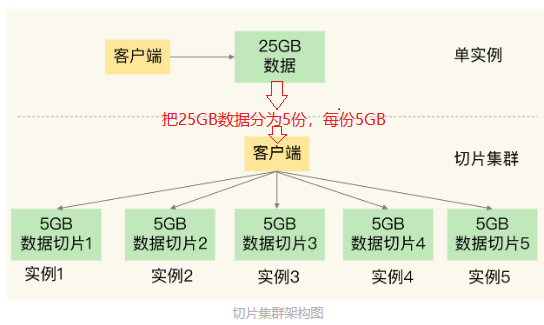 客户端
25GB
数据
单实例
把25GB数据分为5份，每份5GB
客户端
切片集群
5GB
数据切片1
5GB
数据切片2
5GB
数据切片3
5GB
数据切片4
5GB
数据切片5
实例1
实例2
实例3
实例4
实例5
切片集群架构图